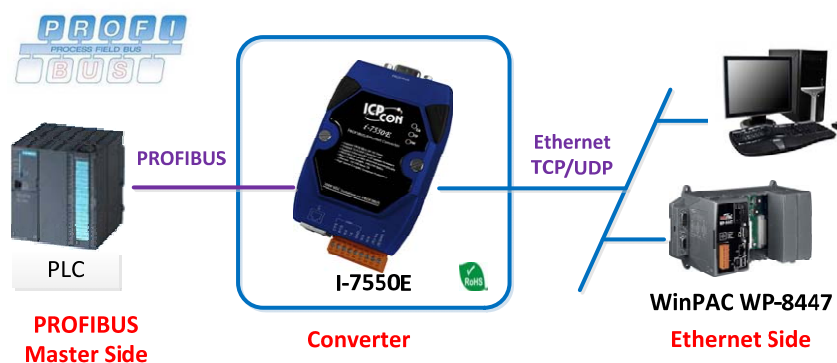 PROFI
PROCESS FIELD BUS
BUS
PLC
PROFIBUS
Master Side
PROFIBUS
ICP
CON
I-7550E
I-7550E
RoHS
Converter
Ethernet
TCP/UDP
WinPAC WP-8447
Ethernet Side